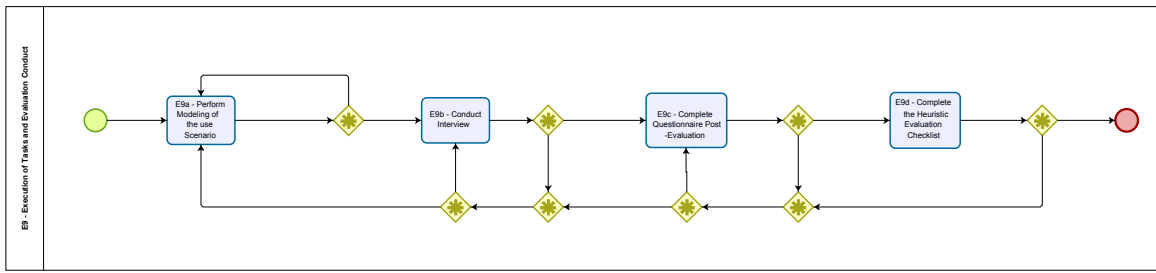 E9 - Execution of Tasks and Evaluation Conduct
E9a - Perform
Modeling of
the use
Scenario
E9b - Conduct
Interview
E9c - Complete
Questionnaire Post
-Evaluation
E9d - Complete
the Heuristic
Evaluation
Checklist